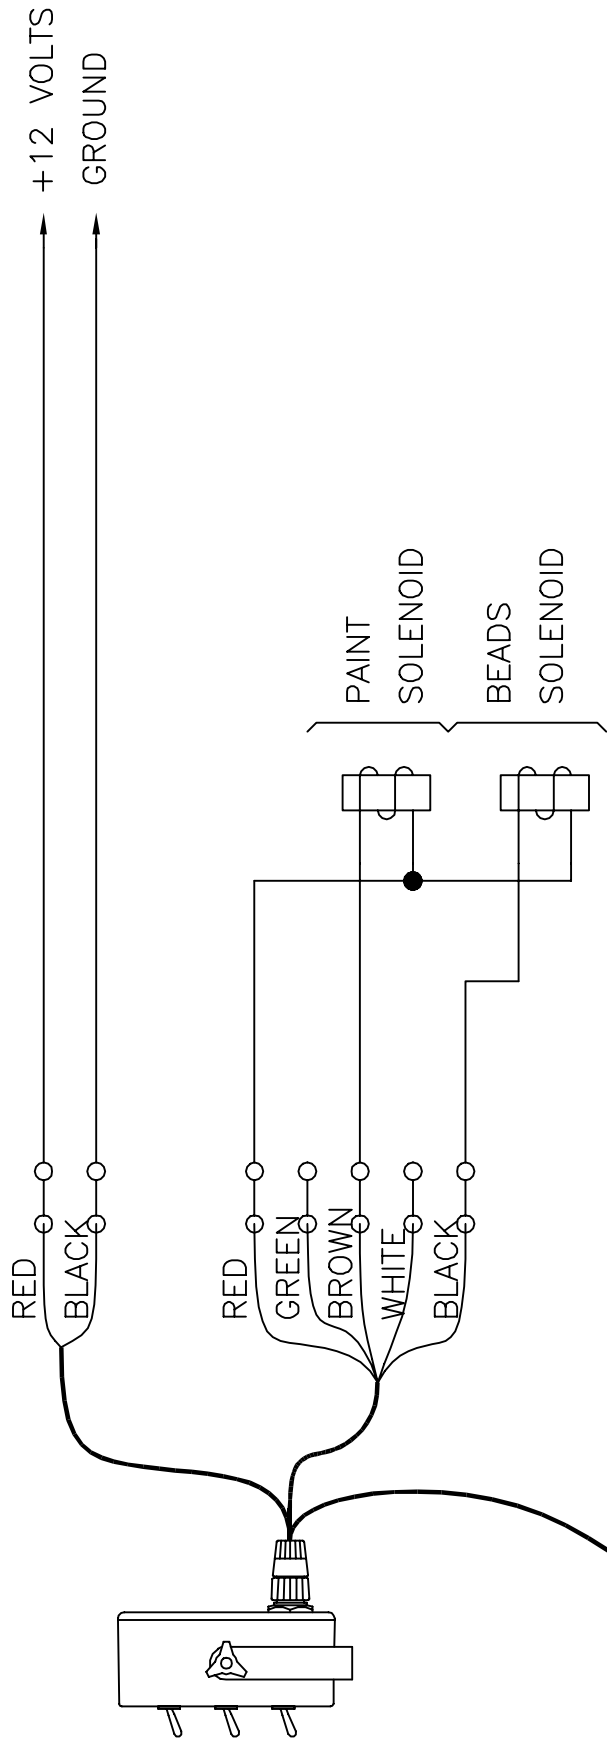 +12 VOLTS
GROUND
PAINT
SOLENOID
BEADS
SOLENOID
RED
BLACK
RED
GREEN
BROWN
WHITE
BLACK